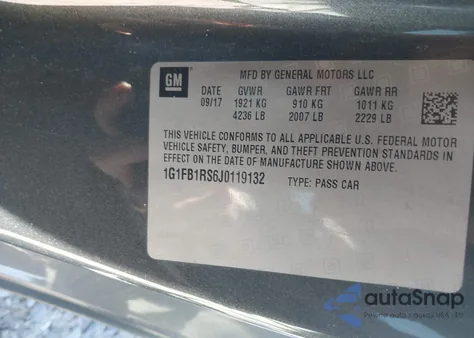 GM
MFD BY GENERAL MOTORS LLC
DATE GVWR GAWR FRT GAWR RR
09/17 1921 KG 910 KG 1011 KG
4236 LB 2007 LB 2229 LB
THIS VEHICLE CONFORMS TO ALL APPLICABLE U.S. FEDERAL MOTOR
VEHICLE SAFETY, BUMPER, AND THEFT PREVENTION STANDARDS IN
EFFECT ON THE DATE OF MANUFACTURE SHOWN ABOVE.
1G1FB1RS6J0119132 TYPE: PASS CAR
autoSnap